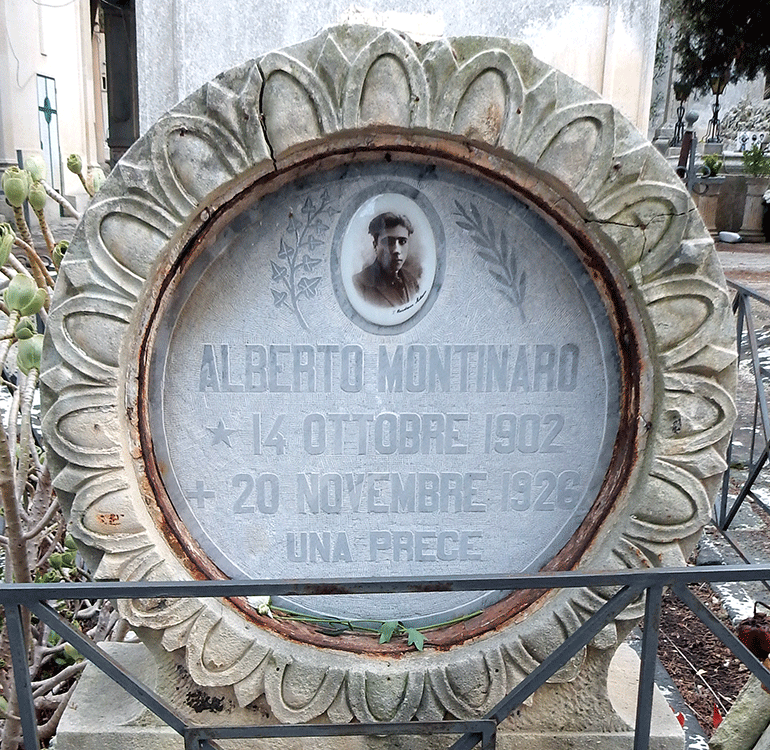 ALBERTO MONTINARO
★ 14 OTTOBRE 1902
+ 20 NOVEMBRE 1926
UNA PRECE